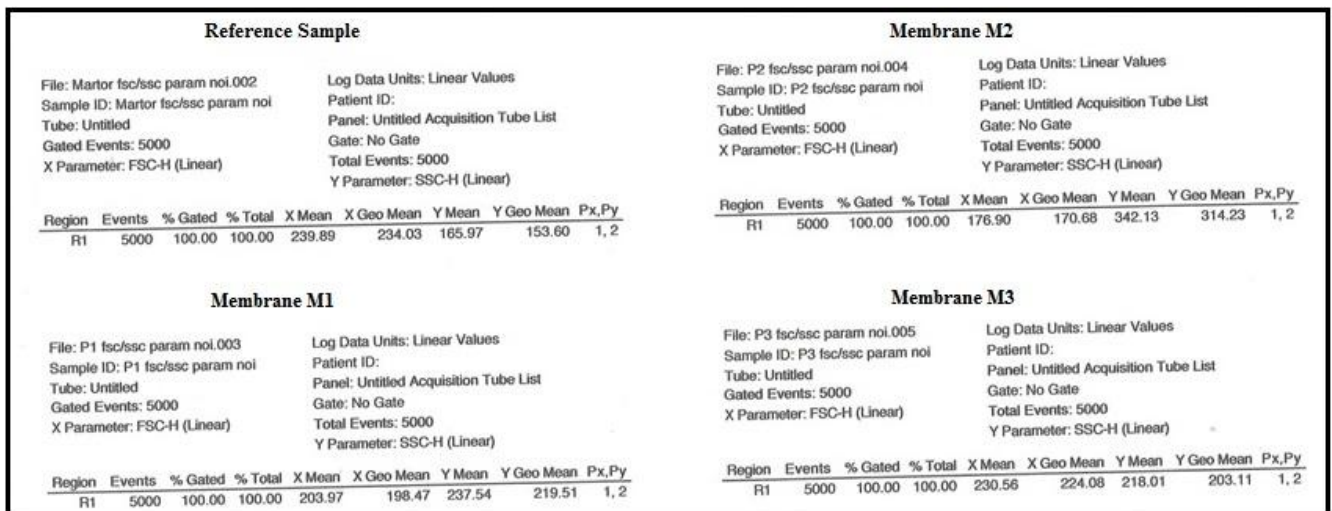 Reference Sample
File: Martor fsc/ssc param noi.002
Sample ID: Martor fsc/ssc param noi
Tube: Untitled
Gated Events: 5000
X Parameter: FSC-H (Linear)
Log Data Units: Linear Values
Patient ID:
Panel: Untitled Acquisition Tube List
Gate: No Gate
Total Events: 5000
Y Parameter: SSC-H (Linear)
Region Events % Gated % Total X Mean X Geo Mean Y Mean Y Geo Mean Px,Py
R1 5000 100.00 100.00 239.89 234.03 165.97 153.60 1, 2
Membrane M2
File: P2 fsc/ssc param noi.004
Sample ID: P2 fsc/ssc param noi
Tube: Untitled
Gated Events: 5000
X Parameter: FSC-H (Linear)
Log Data Units: Linear Values
Patient ID:
Panel: Untitled Acquisition Tube List
Gate: No Gate
Total Events: 5000
Y Parameter: SSC-H (Linear)
Region Events % Gated % Total X Mean X Geo Mean Y Mean Y Geo Mean Px,Py
R1 5000 100.00 100.00 176.90 170.68 342.13 314.23 1, 2
Membrane M1
File: P1 fsc/ssc param noi.003
Sample ID: P1 fsc/ssc param noi
Tube: Untitled
Gated Events: 5000
X Parameter: FSC-H (Linear)
Log Data Units: Linear Values
Patient ID:
Panel: Untitled Acquisition Tube List
Gate: No Gate
Total Events: 5000
Y Parameter: SSC-H (Linear)
Region Events % Gated % Total X Mean X Geo Mean Y Mean Y Geo Mean Px,Py
R1 5000 100.00 100.00 203.97 198.47 237.54 219.51 1, 2
Membrane M3
File: P3 fsc/ssc param noi.005
Sample ID: P3 fsc/ssc param noi
Tube: Untitled
Gated Events: 5000
X Parameter: FSC-H (Linear)
Log Data Units: Linear Values
Patient ID:
Panel: Untitled Acquisition Tube List
Gate: No Gate
Total Events: 5000
Y Parameter: SSC-H (Linear)
Region Events % Gated % Total X Mean X Geo Mean Y Mean Y Geo Mean Px,Py
R1 5000 100.00 100.00 230.56 224.08 218.01 203.11 1, 2